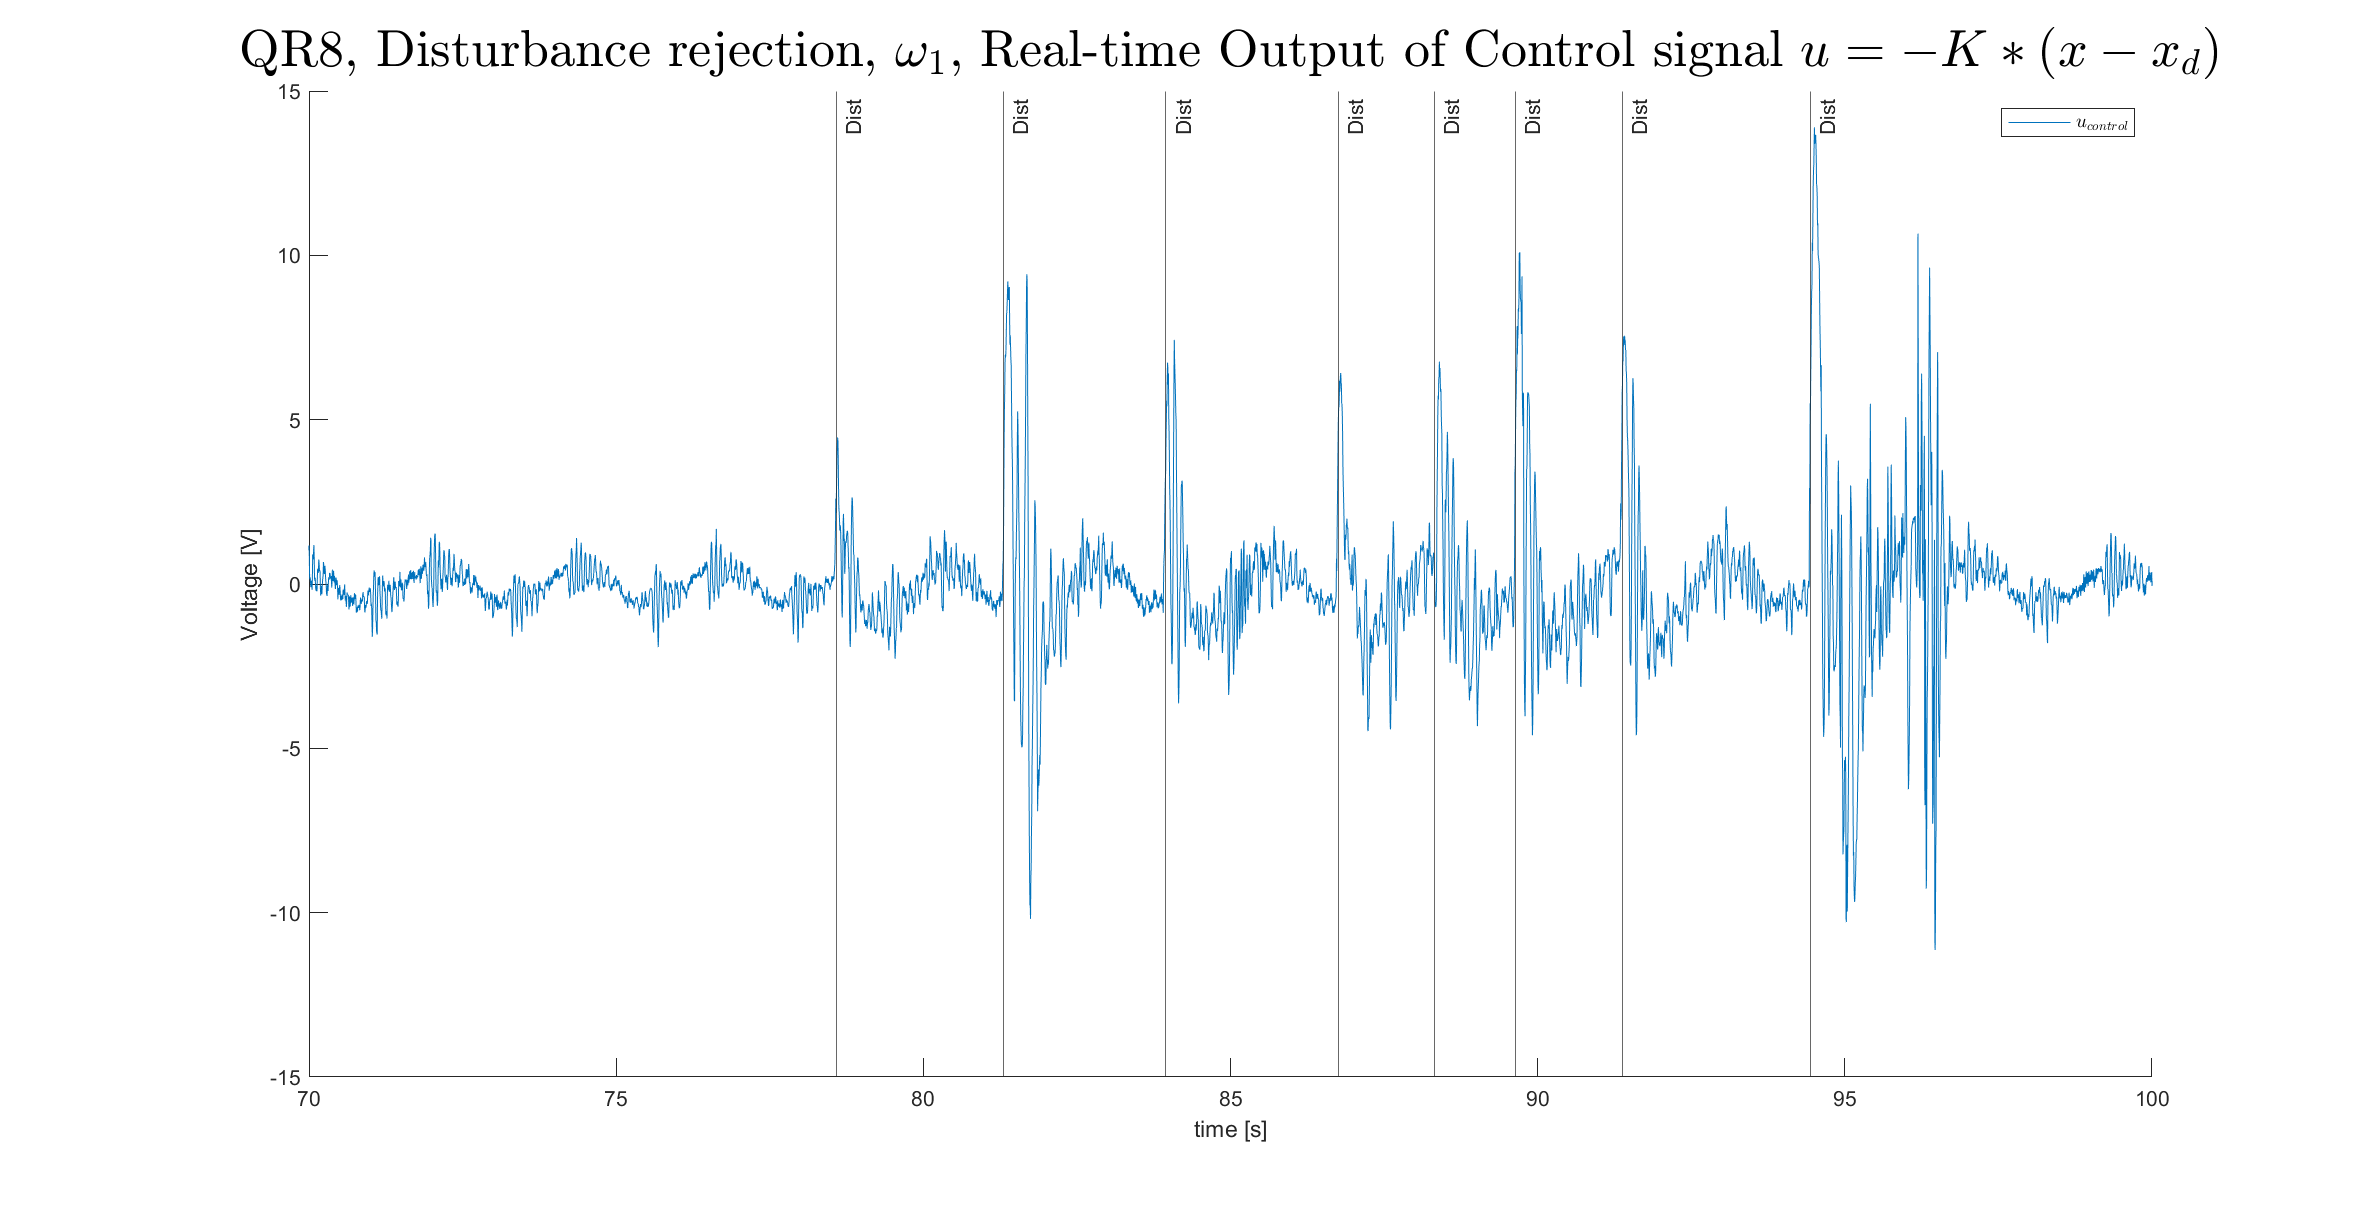 QR8, Disturbance rejection, ω₁, Real-time Output of Control signal u = −K ∗ (x − x_d)
15
Dist Dist Dist Dist Dist Dist Dist Dist
u_control
10
5
0
-5
-10
-15
Voltage [V]
70 75 80 85 90 95 100
time [s]